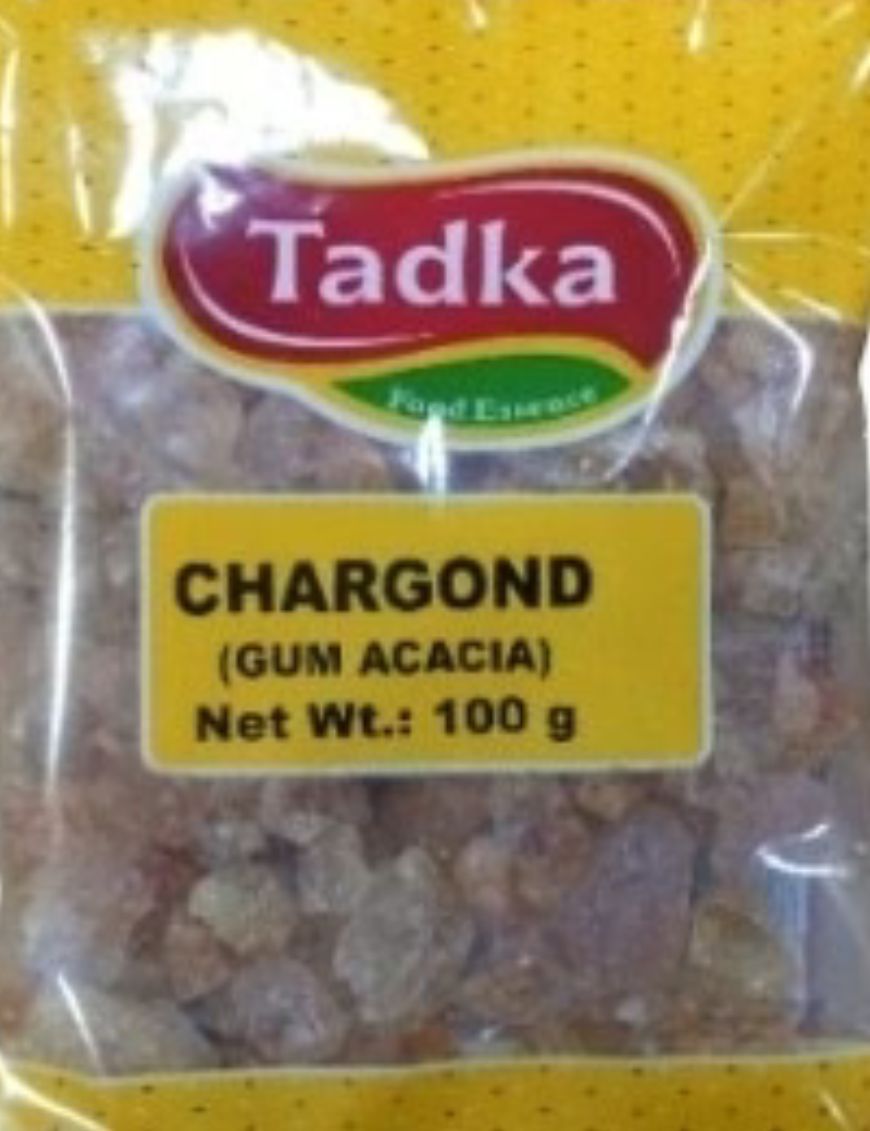 Tadka
Food Essence
CHARGOND
(GUM ACACIA)
Net Wt.: 100 g